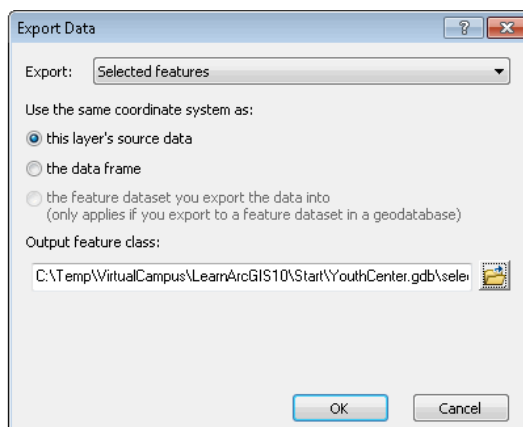 Export Data
Export: Selected features
Use the same coordinate system as:
this layer's source data
the data frame
the feature dataset you export the data into
(only applies if you export to a feature dataset in a geodatabase)
Output feature class:
C:\Temp\VirtualCampus\LearnArcGIS10\Start\YouthCenter.gdb\sele
OK Cancel